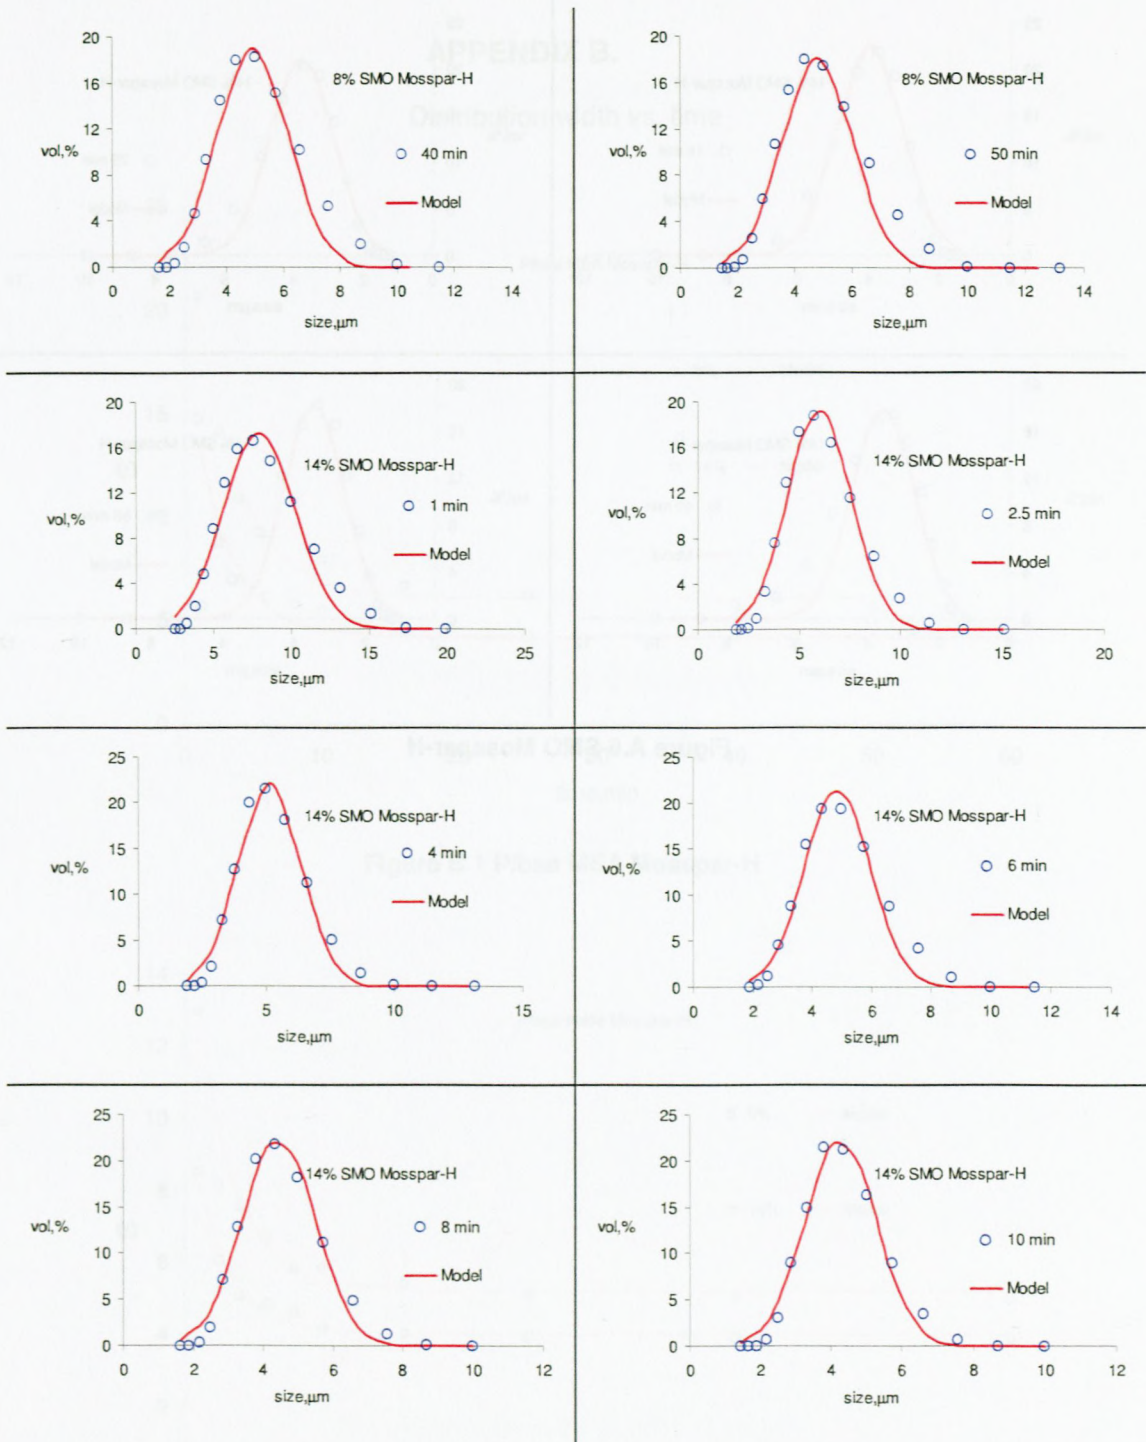 20
16
12
vol,%
8
4
0
0 2 4 6 8 10 12 14
size,μm
8% SMO Mosspar-H
40 min
Model
20
16
12
vol,%
8
4
0
0 2 4 6 8 10 12 14
size,μm
8% SMO Mosspar-H
50 min
Model
20
16
12
vol,%
8
4
0
0 5 10 15 20 25
size,μm
14% SMO Mosspar-H
1 min
Model
20
16
12
vol,%
8
4
0
0 5 10 15 20
size,μm
14% SMO Mosspar-H
2.5 min
Model
25
20
15
vol,%
10
5
0
0 5 10 15
size,μm
14% SMO Mosspar-H
4 min
Model
25
20
15
vol,%
10
5
0
0 2 4 6 8 10 12 14
size,μm
14% SMO Mosspar-H
6 min
Model
25
20
15
vol,%
10
5
0
0 2 4 6 8 10 12
size,μm
14% SMO Mosspar-H
8 min
Model
25
20
15
vol,%
10
5
0
0 2 4 6 8 10 12
size,μm
14% SMO Mosspar-H
10 min
Model
APPENDIX B.
Distribution width vs. Time